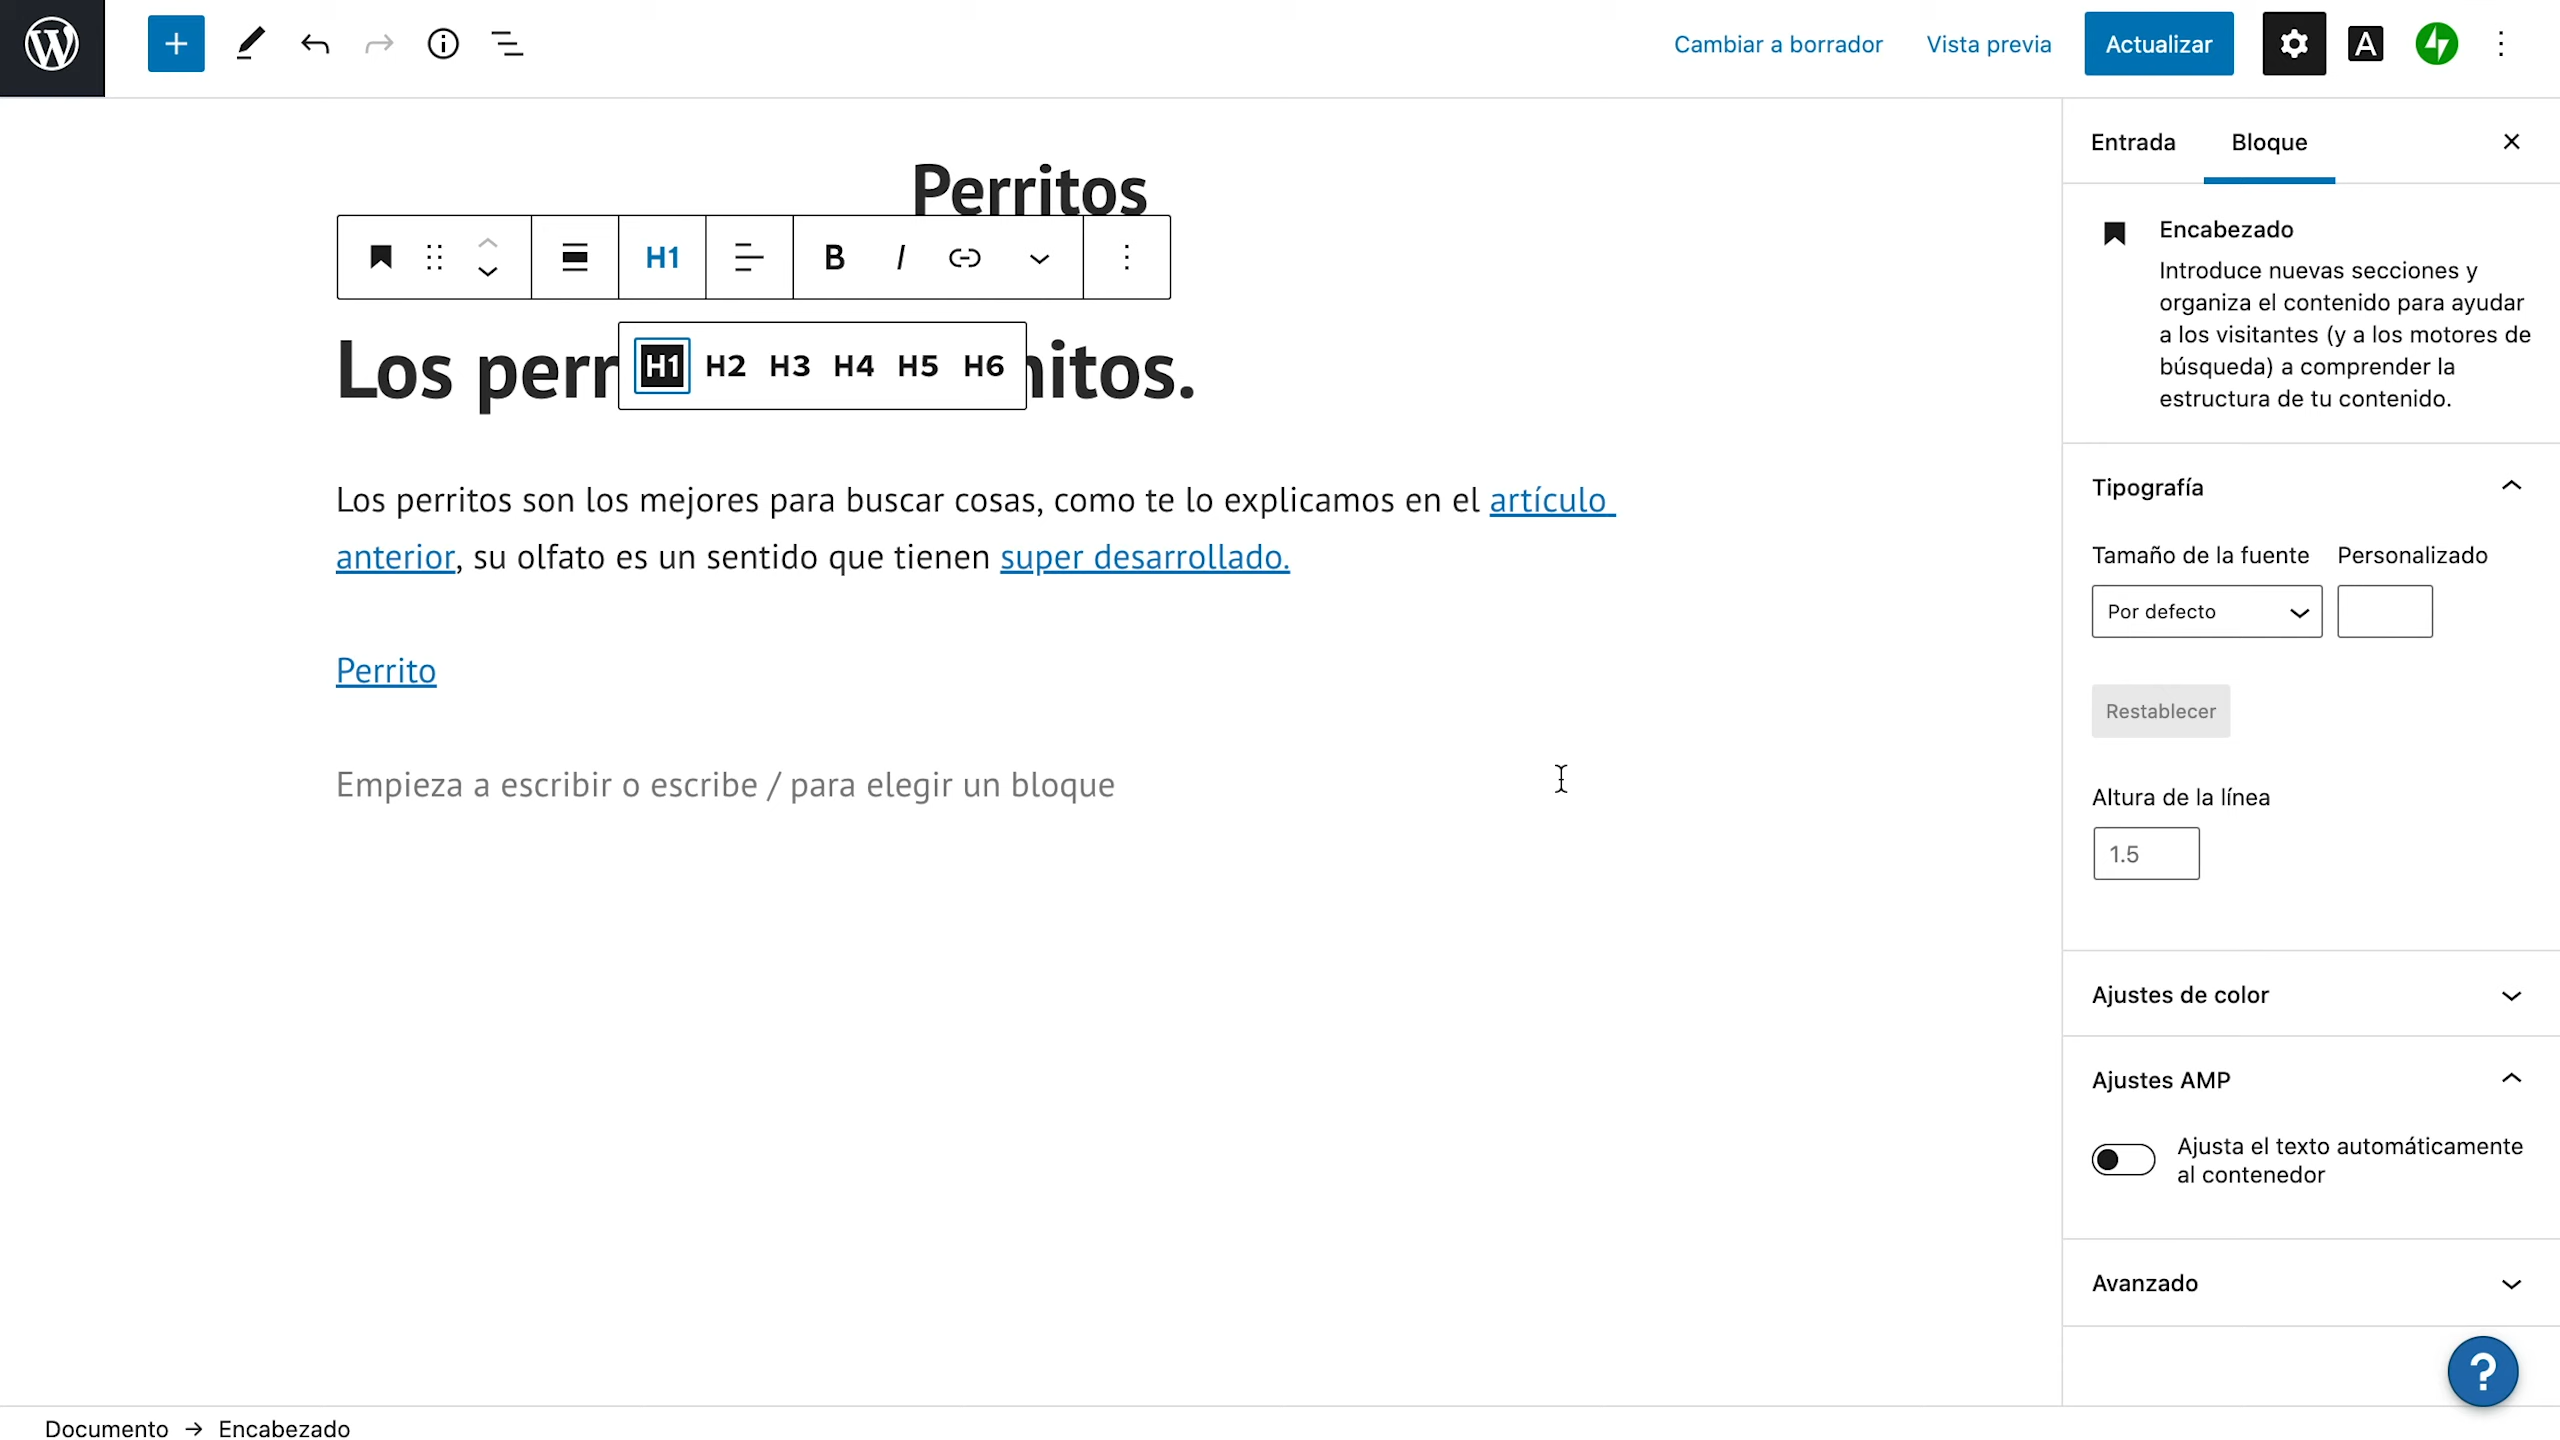 Cambiar a borrador Vista previa Actualizar
Perritos
H1 B I
Los perr
H1 H2 H3 H4 H5 H6
itos.
Los perritos son los mejores para buscar cosas, como te lo explicamos en el artículo
anterior, su olfato es un sentido que tienen super desarrollado.
Perrito
Empieza a escribir o escribe / para elegir un bloque
Entrada Bloque
Encabezado
Introduce nuevas secciones y
organiza el contenido para ayudar
a los visitantes (y a los motores de
búsqueda) a comprender la
estructura de tu contenido.
Tipografía
Tamaño de la fuente Personalizado
Por defecto
Restablecer
Altura de la línea
1.5
Ajustes de color
Ajustes AMP
Ajusta el texto automáticamente
al contenedor
Avanzado
Documento → Encabezado